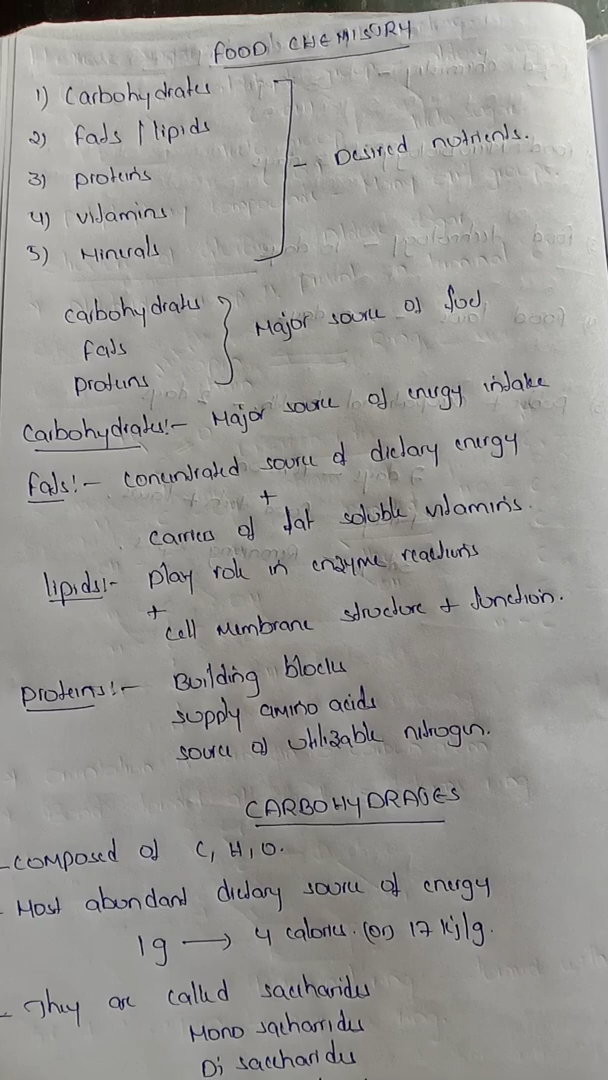 FOOD CHEMISTRY
1) Carbohydrates
2) fats | lipids
3) proteins
4) vitamins
5) Minerals
- Desired nutrients.
carbohydrates
fats
proteins
Major source of food
Carbohydrates:- Major source of energy intake
fats:- concentrated source of dietary energy
+
carries of fat soluble vitamins.
lipids:- play role in enzyme reactions
+
cell membrane structure + function.
proteins:- Building blocks
supply amino acids
source of utilizable nitrogen.
CARBOHYDRATES
- composed of C, H, O.
- Most abundant dietary source of energy
1g → 4 calories. (or) 17 kj/g.
- They are called saccharides
Mono saccharides
Di saccharides